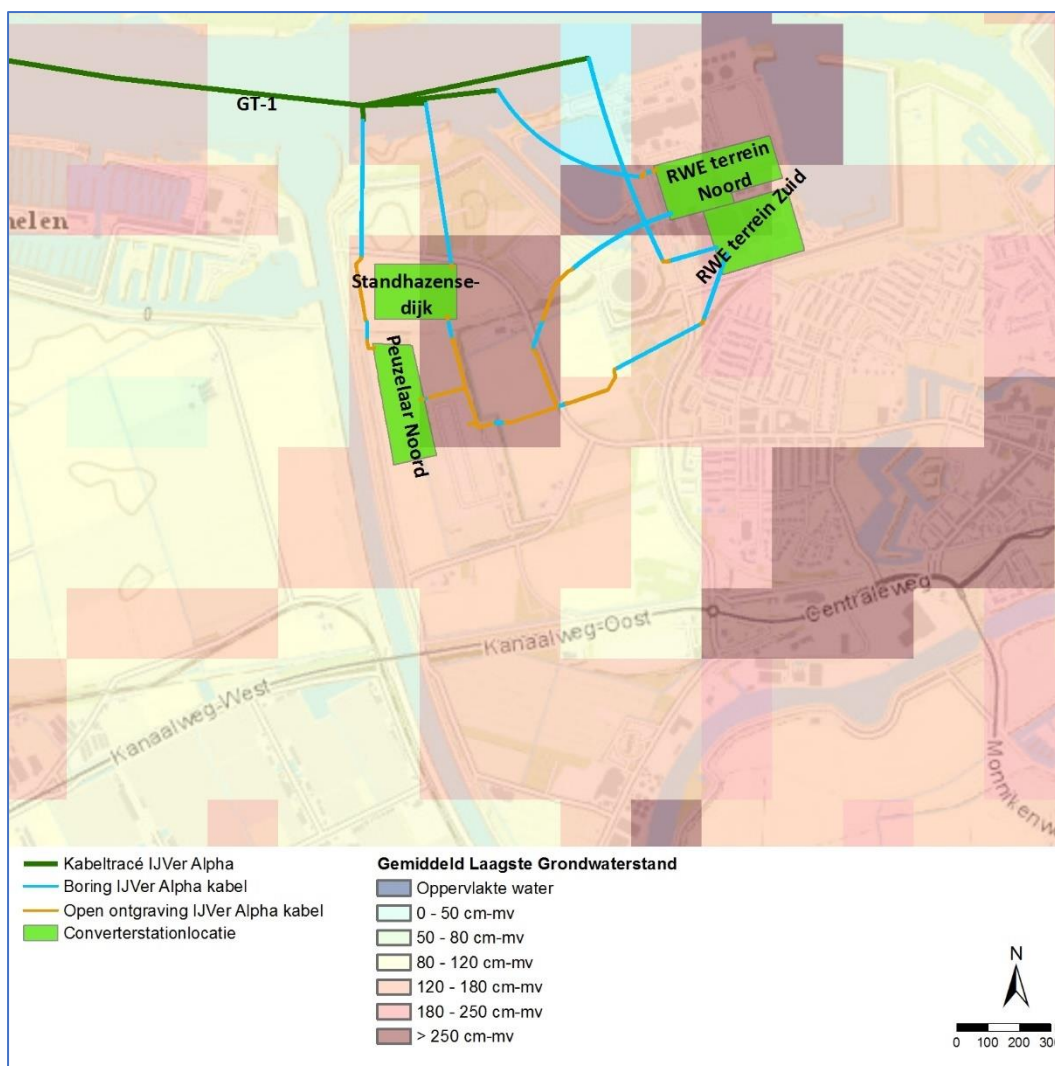 GT-1
RWE terrein
Noord
RWE terrein Zuid
melen
Standhazense-
dijk
0
Peuzelaar Noord
Centraleweg
Kanaalweg-Oost
Kanaalweg-West
Monnikenw
Kabeltracé IJVer Alpha
Boring IJVer Alpha kabel
Open ontgraving IJVer Alpha kabel
Converterstationlocatie
Gemiddeld Laagste Grondwaterstand
Oppervlakte water
0 - 50 cm-mv
50 - 80 cm-mv
80 - 120 cm-mv
120 - 180 cm-mv
180 - 250 cm-mv
> 250 cm-mv
N
0 100 200 300